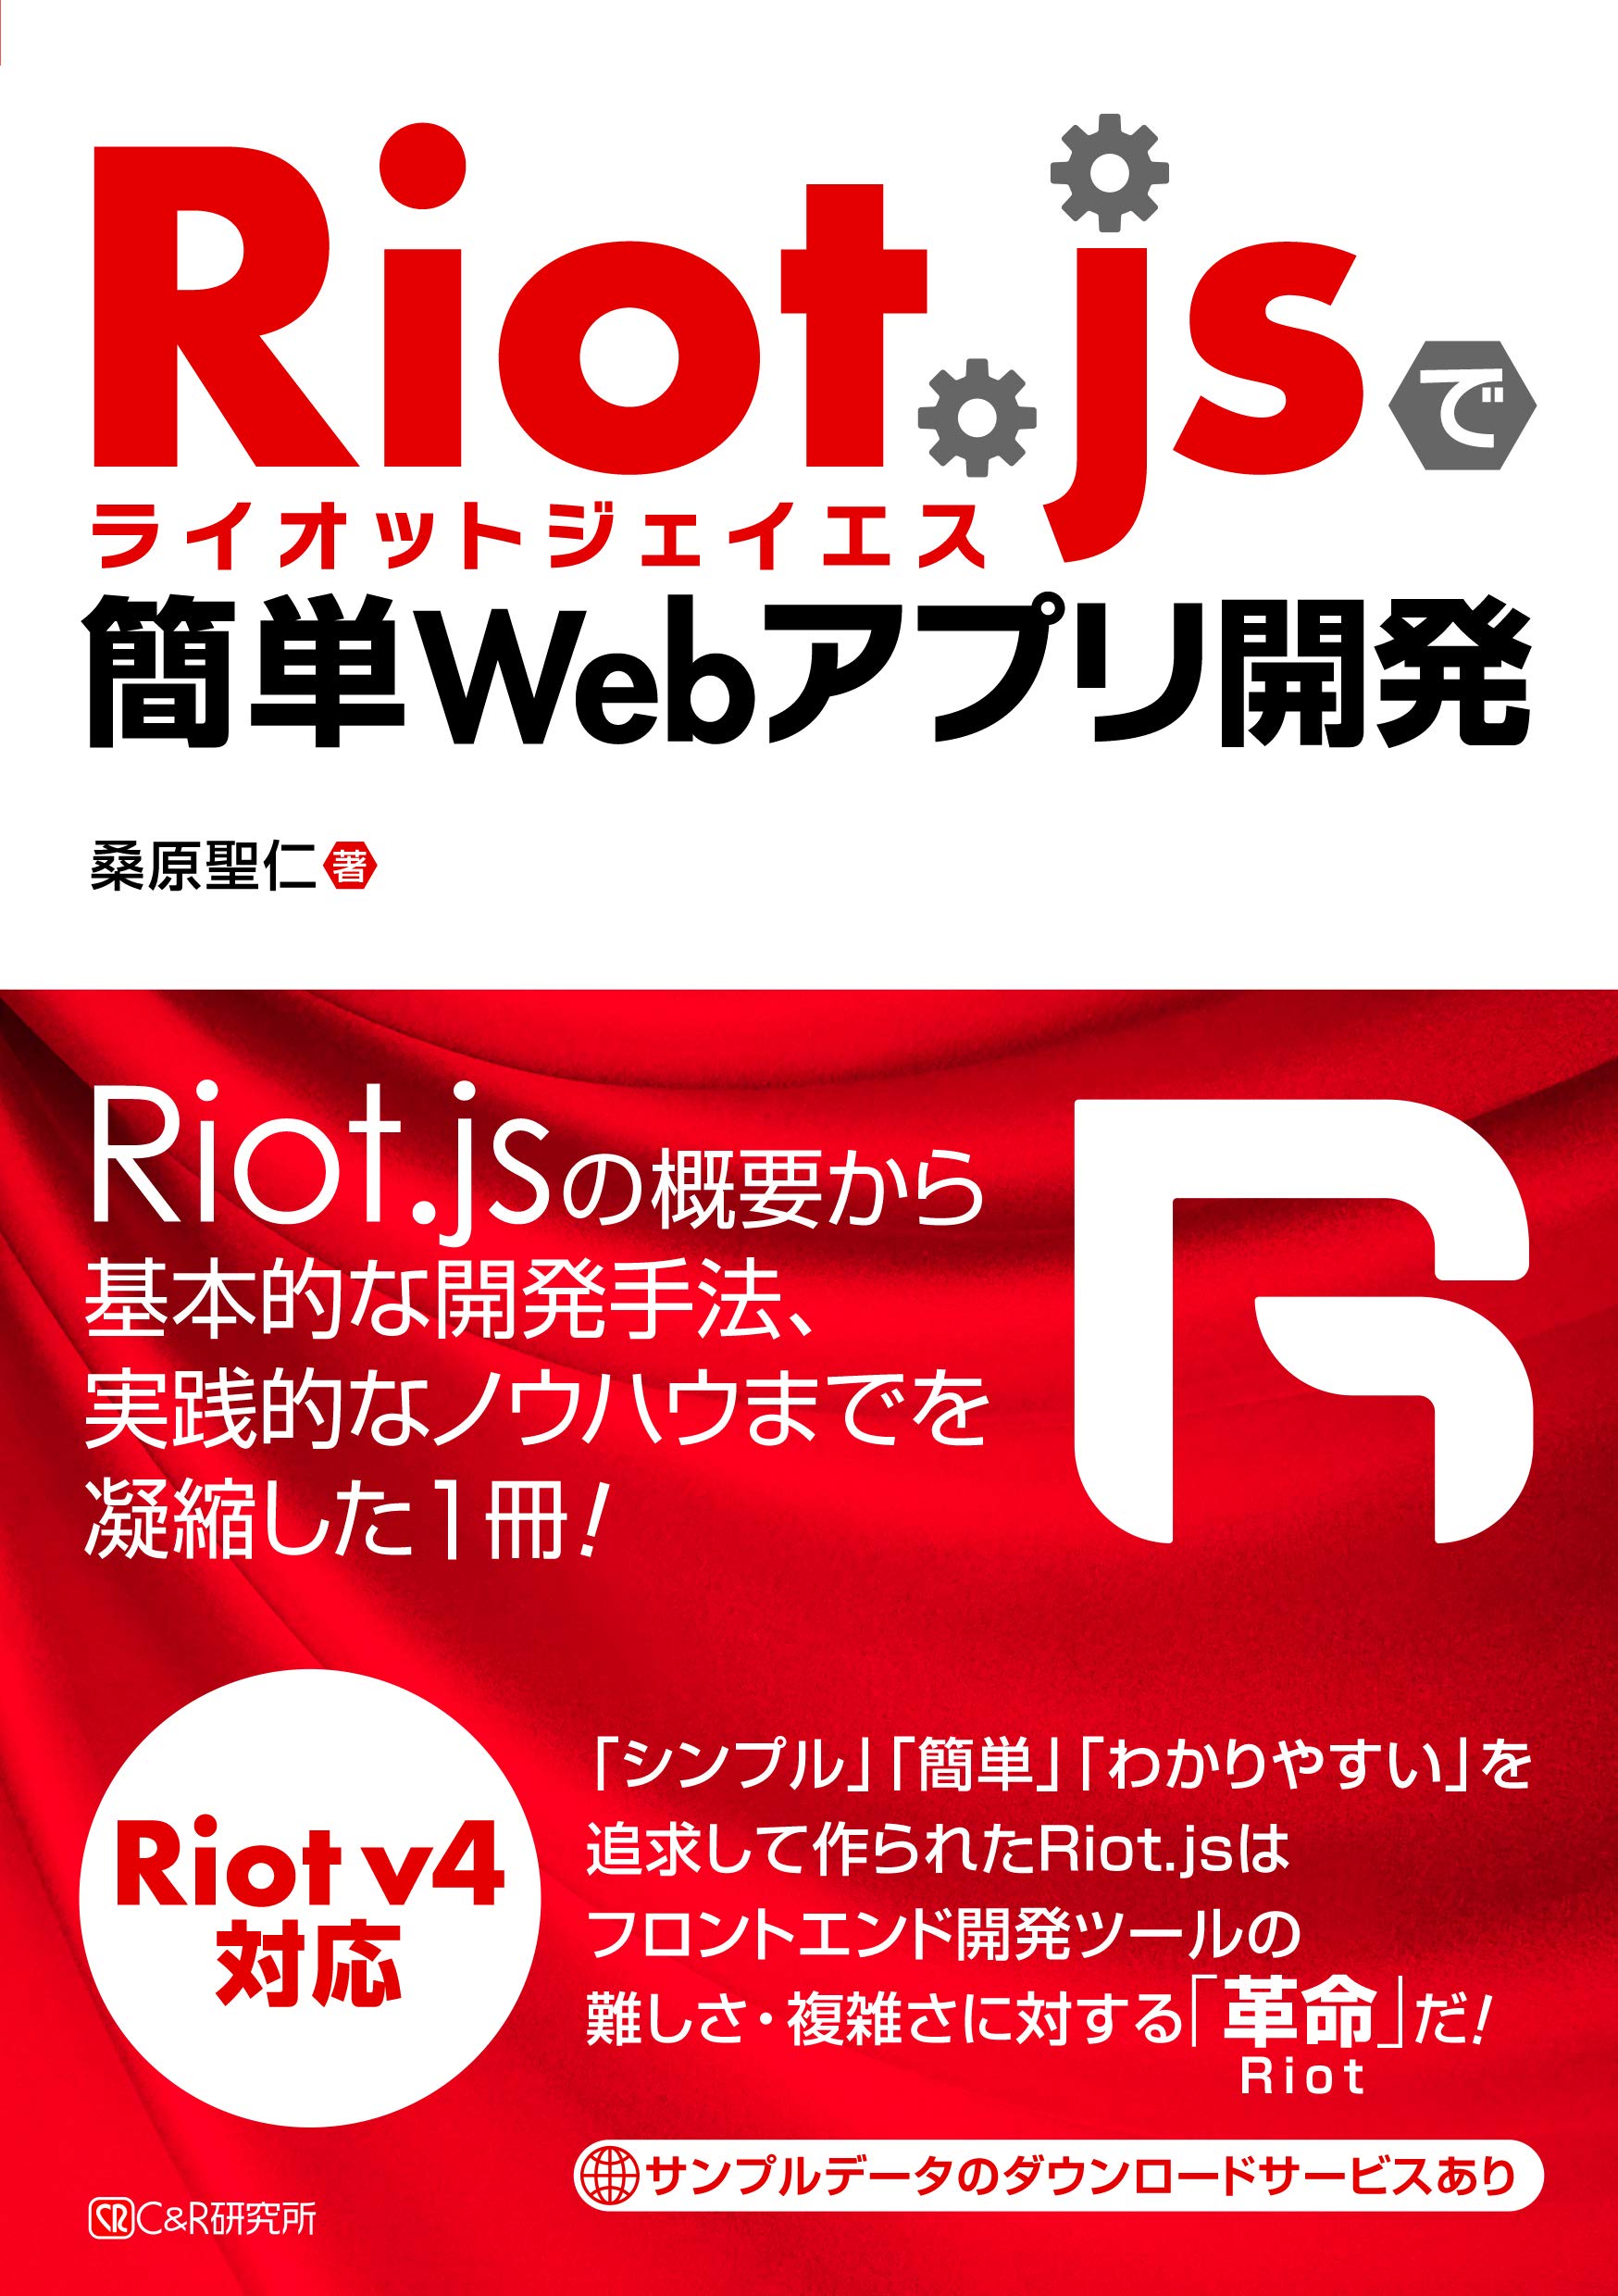 Riot.jsで
ライオットジェイエス
簡単Webアプリ開発
桑原聖仁 著
Riot.jsの概要から
基本的な開発手法、
実践的なノウハウまでを
凝縮した1冊!
Riot v4
対応
「シンプル」「簡単」「わかりやすい」を
追求して作られたRiot.jsは
フロントエンド開発ツールの
難しさ・複雑さに対する「革命」だ!
Riot
サンプルデータのダウンロードサービスあり
C&R研究所